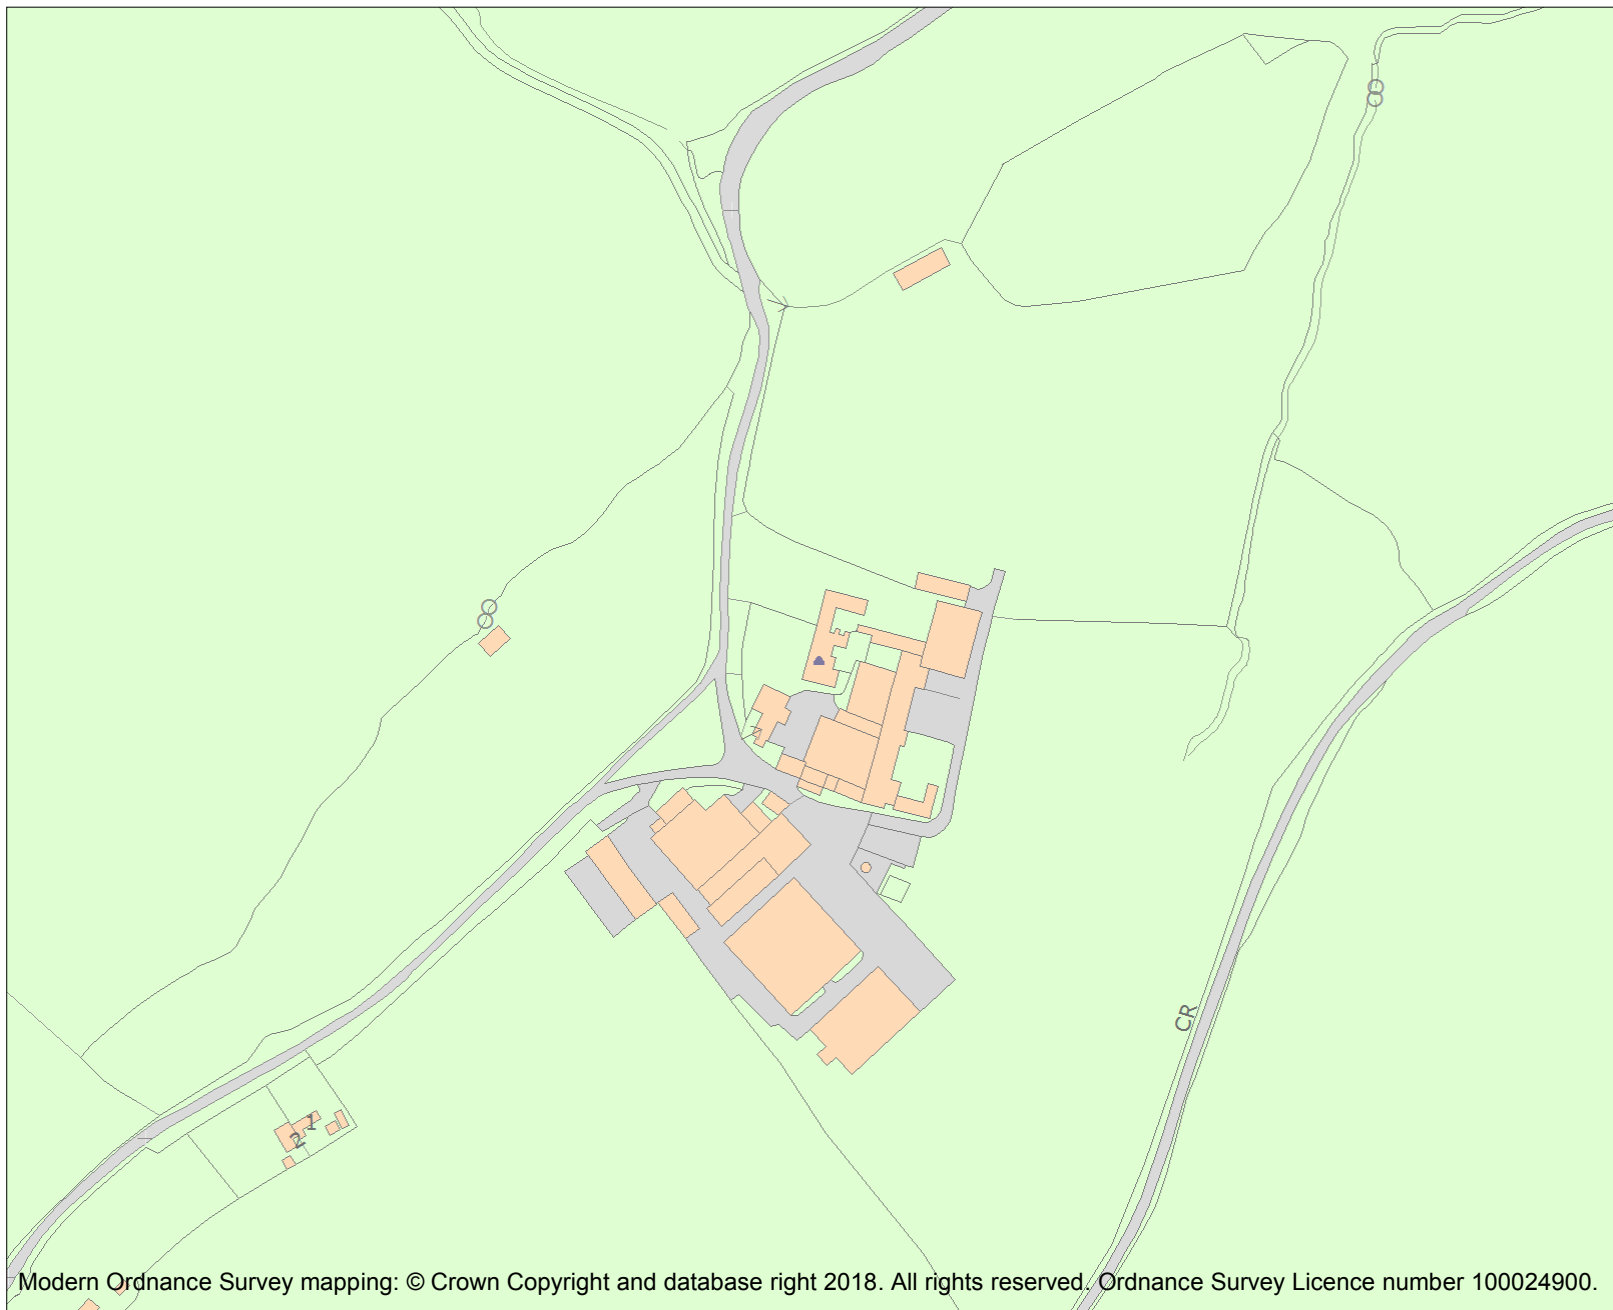 CR
1
2
Modern Ordnance Survey mapping: © Crown Copyright and database right 2018. All rights reserved. Ordnance Survey Licence number 100024900.